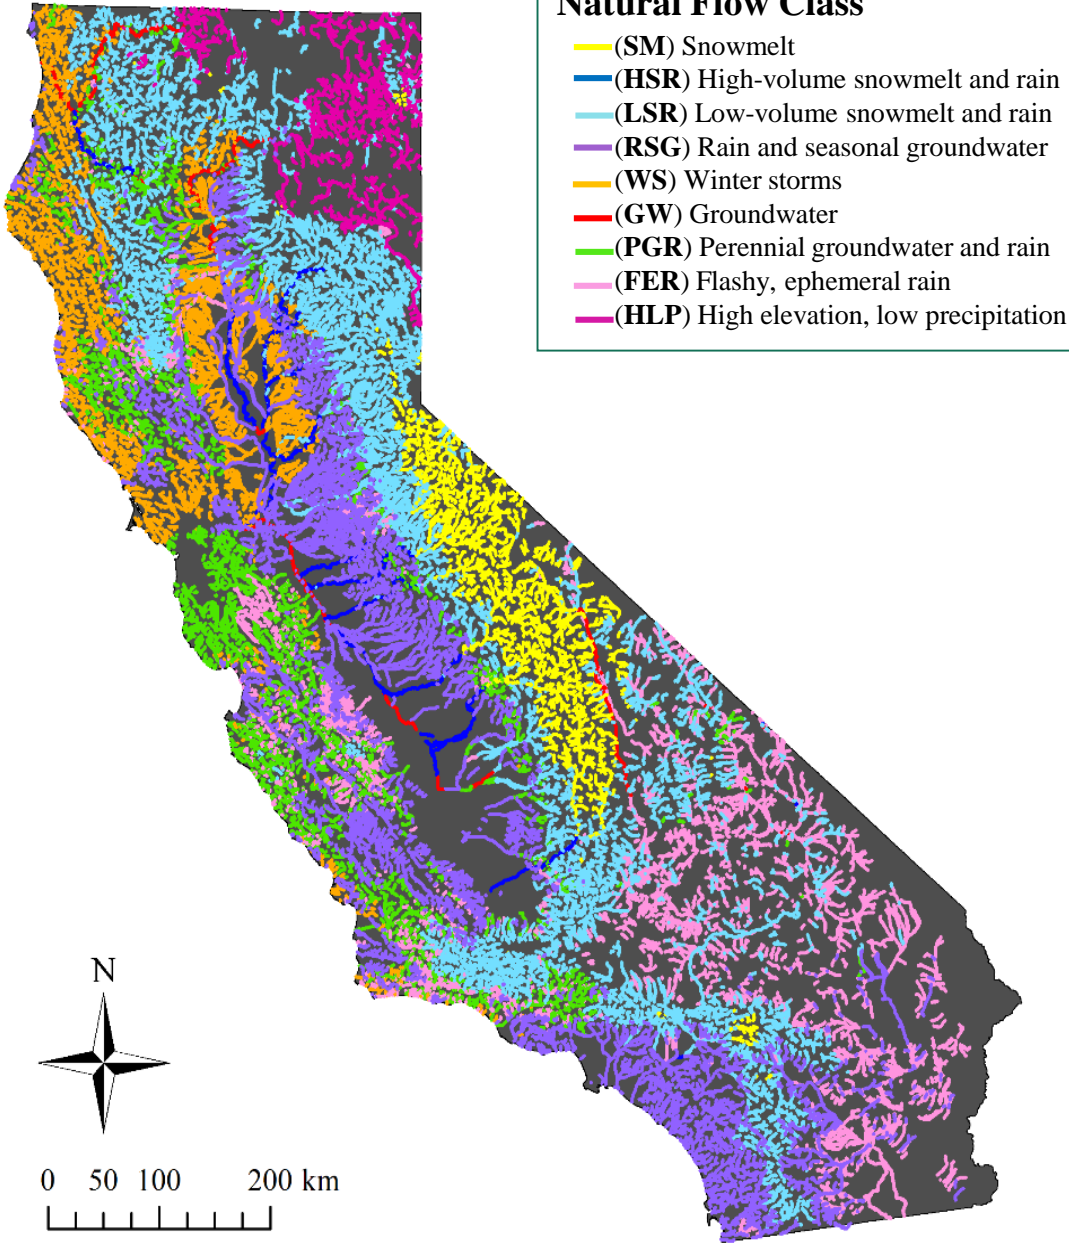 Natural Flow Class
(SM) Snowmelt
(HSR) High-volume snowmelt and rain
(LSR) Low-volume snowmelt and rain
(RSG) Rain and seasonal groundwater
(WS) Winter storms
(GW) Groundwater
(PGR) Perennial groundwater and rain
(FER) Flashy, ephemeral rain
(HLP) High elevation, low precipitation
N
0 50 100 200 km